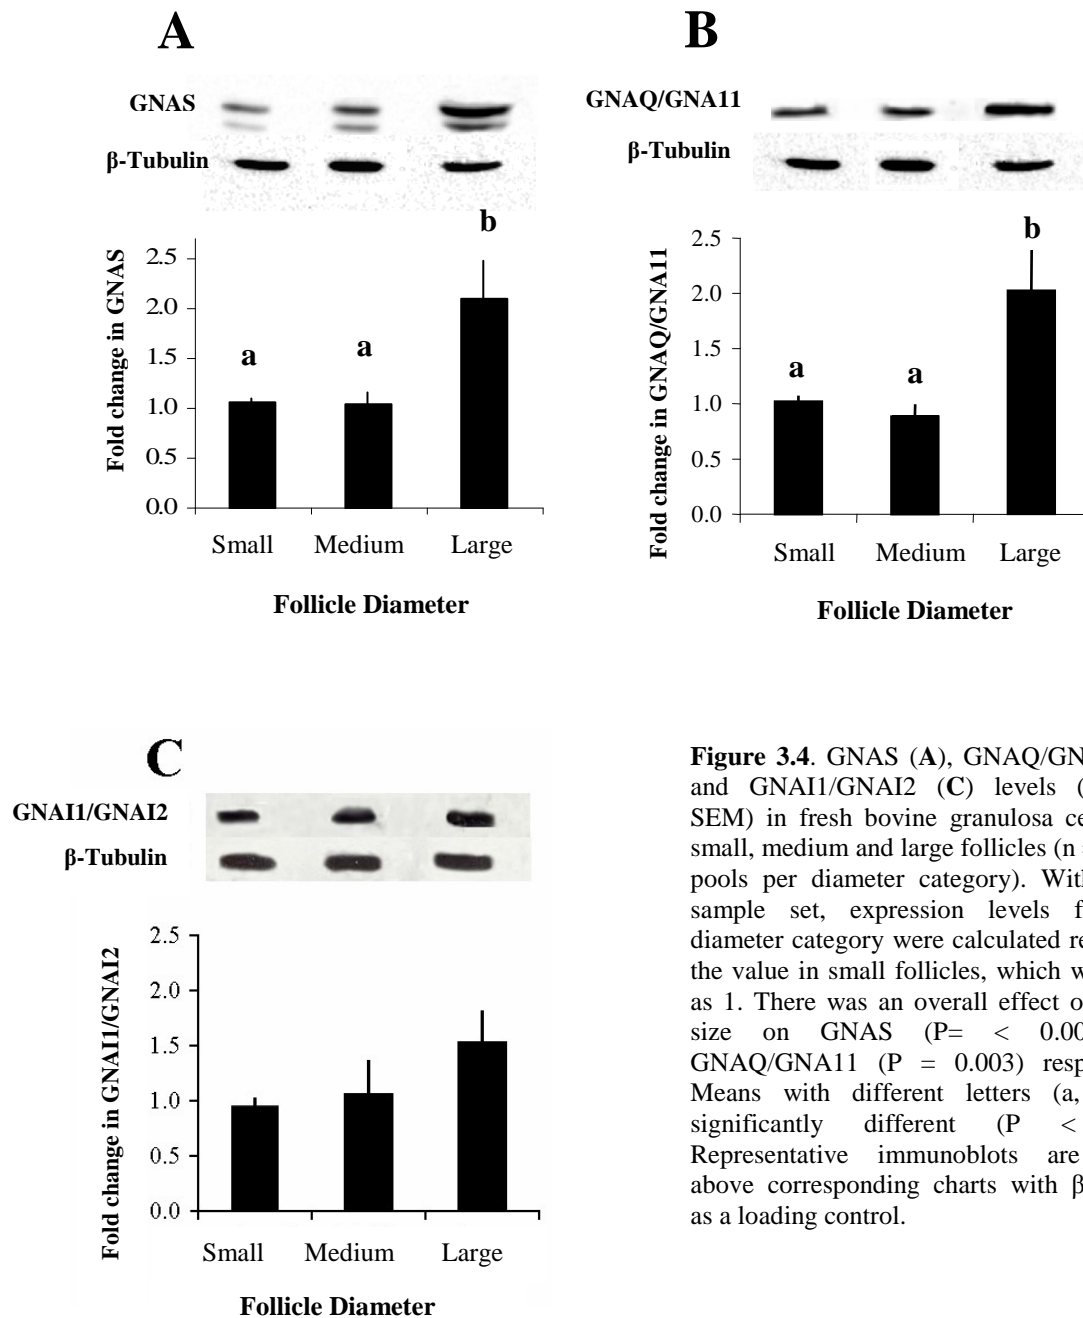 A
GNAS
β-Tubulin
b
a
a
Fold change in GNAS
2.5
2.0
1.5
1.0
0.5
0.0
Small Medium Large
Follicle Diameter
B
GNAQ/GNA11
β-Tubulin
b
a
a
Fold change in GNAQ/GNA11
2.5
2.0
1.5
1.0
0.5
0.0
Small Medium Large
Follicle Diameter
C
GNAI1/GNAI2
β-Tubulin
Fold change in GNAI1/GNAI2
2.5
2.0
1.5
1.0
0.5
0.0
Small Medium Large
Follicle Diameter
Figure 3.4. GNAS (A), GNAQ/GN
and GNAI1/GNAI2 (C) levels (
SEM) in fresh bovine granulosa ce
small, medium and large follicles (n
pools per diameter category). With
sample set, expression levels f
diameter category were calculated re
the value in small follicles, which w
as 1. There was an overall effect o
size on GNAS (P= < 0.00
GNAQ/GNA11 (P = 0.003) resp
Means with different letters (a,
significantly different (P <
Representative immunoblots are
above corresponding charts with β
as a loading control.